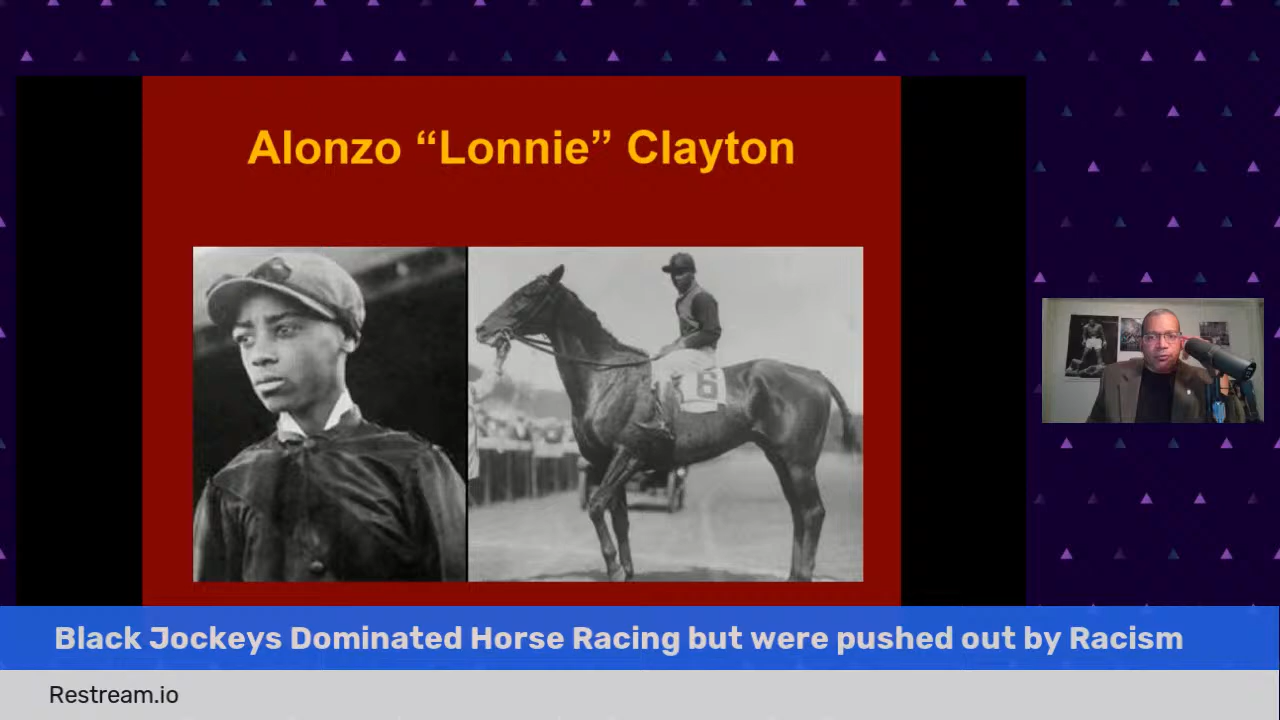 Alonzo “Lonnie” Clayton
6
Black Jockeys Dominated Horse Racing but were pushed out by Racism
Restream.io